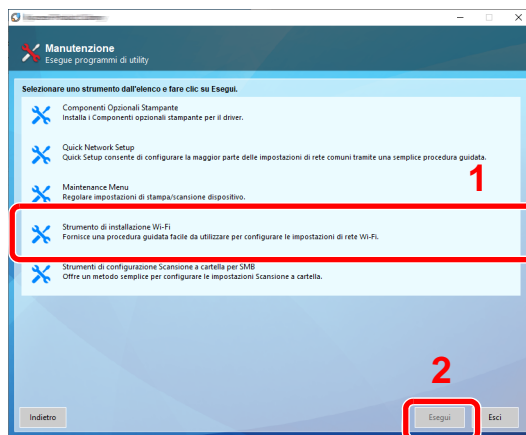 Manutenzione
Esegue programmi di utility
Selezionare uno strumento dall'elenco e fare clic su Esegui.
Componenti Opzionali Stampante
Installa i Componenti opzionali stampante per il driver.
Quick Network Setup
Quick Setup consente di configurare la maggior parte delle impostazioni di rete comuni tramite una semplice procedura guidata.
1
Maintenance Menu
Regolare impostazioni di stampa/scansione dispositivo.
Strumento di installazione Wi-Fi
Fornisce una procedura guidata facile da utilizzare per configurare le impostazioni di rete Wi-Fi.
Strumenti di configurazione Scansione a cartella per SMB
Offre un metodo semplice per configurare le impostazioni Scansione a cartella.
2
Indietro
Esegui
Esci